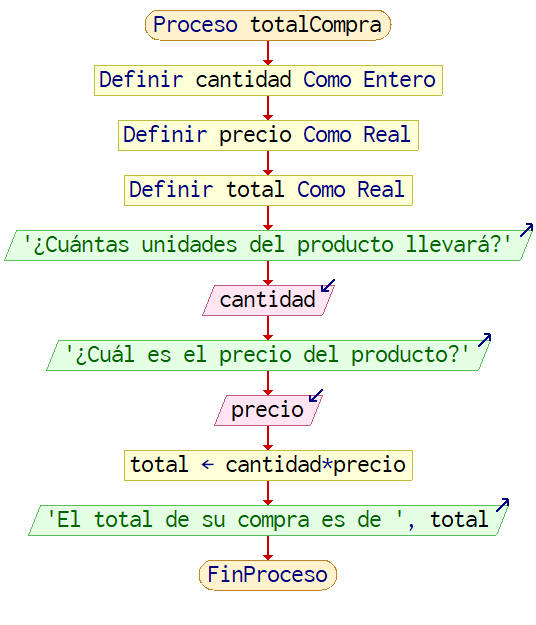 Proceso totalCompra
Definir cantidad Como Entero
Definir precio Como Real
Definir total Como Real
'¿Cuántas unidades del producto llevará?'
cantidad
'¿Cuál es el precio del producto?'
precio
total ← cantidad*precio
'El total de su compra es de ', total
FinProceso